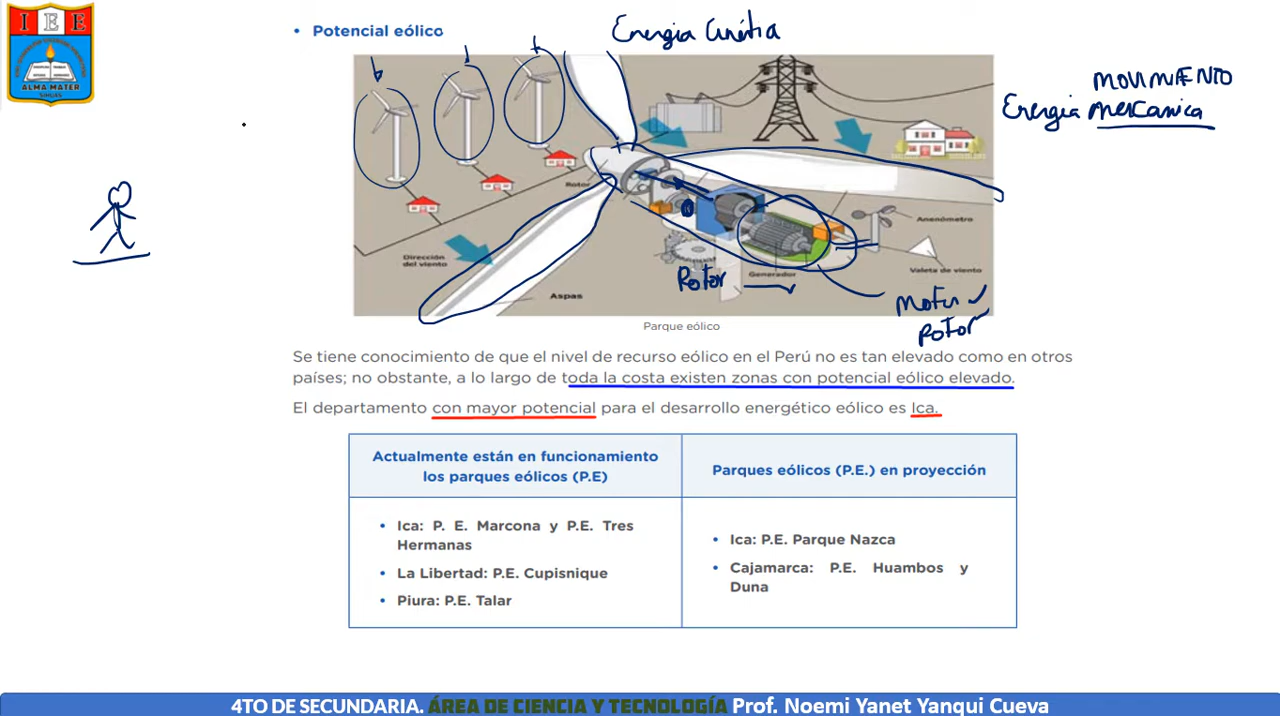 I E E
ALMA MATER
• Potencial eólico
Energia Cinética
MOVIMIENTO
Energia Mecanica
Rotor
Anenómetro
Dirección
del viento
Valeta de viento
Generador
Rotor
Aspas
Motor
Rotor
Parque eólico
Se tiene conocimiento de que el nivel de recurso eólico en el Perú no es tan elevado como en otros
países; no obstante, a lo largo de toda la costa existen zonas con potencial eólico elevado.
El departamento con mayor potencial para el desarrollo energético eólico es Ica.
Actualmente están en funcionamiento
los parques eólicos (P.E)
Parques eólicos (P.E.) en proyección
• Ica: P. E. Marcona y P.E. Tres
Hermanas
• La Libertad: P.E. Cupisnique
• Piura: P.E. Talar
• Ica: P.E. Parque Nazca
• Cajamarca: P.E. Huambos y
Duna
4TO DE SECUNDARIA. ÁREA DE CIENCIA Y TECNOLOGÍA Prof. Noemi Yanet Yanqui Cueva